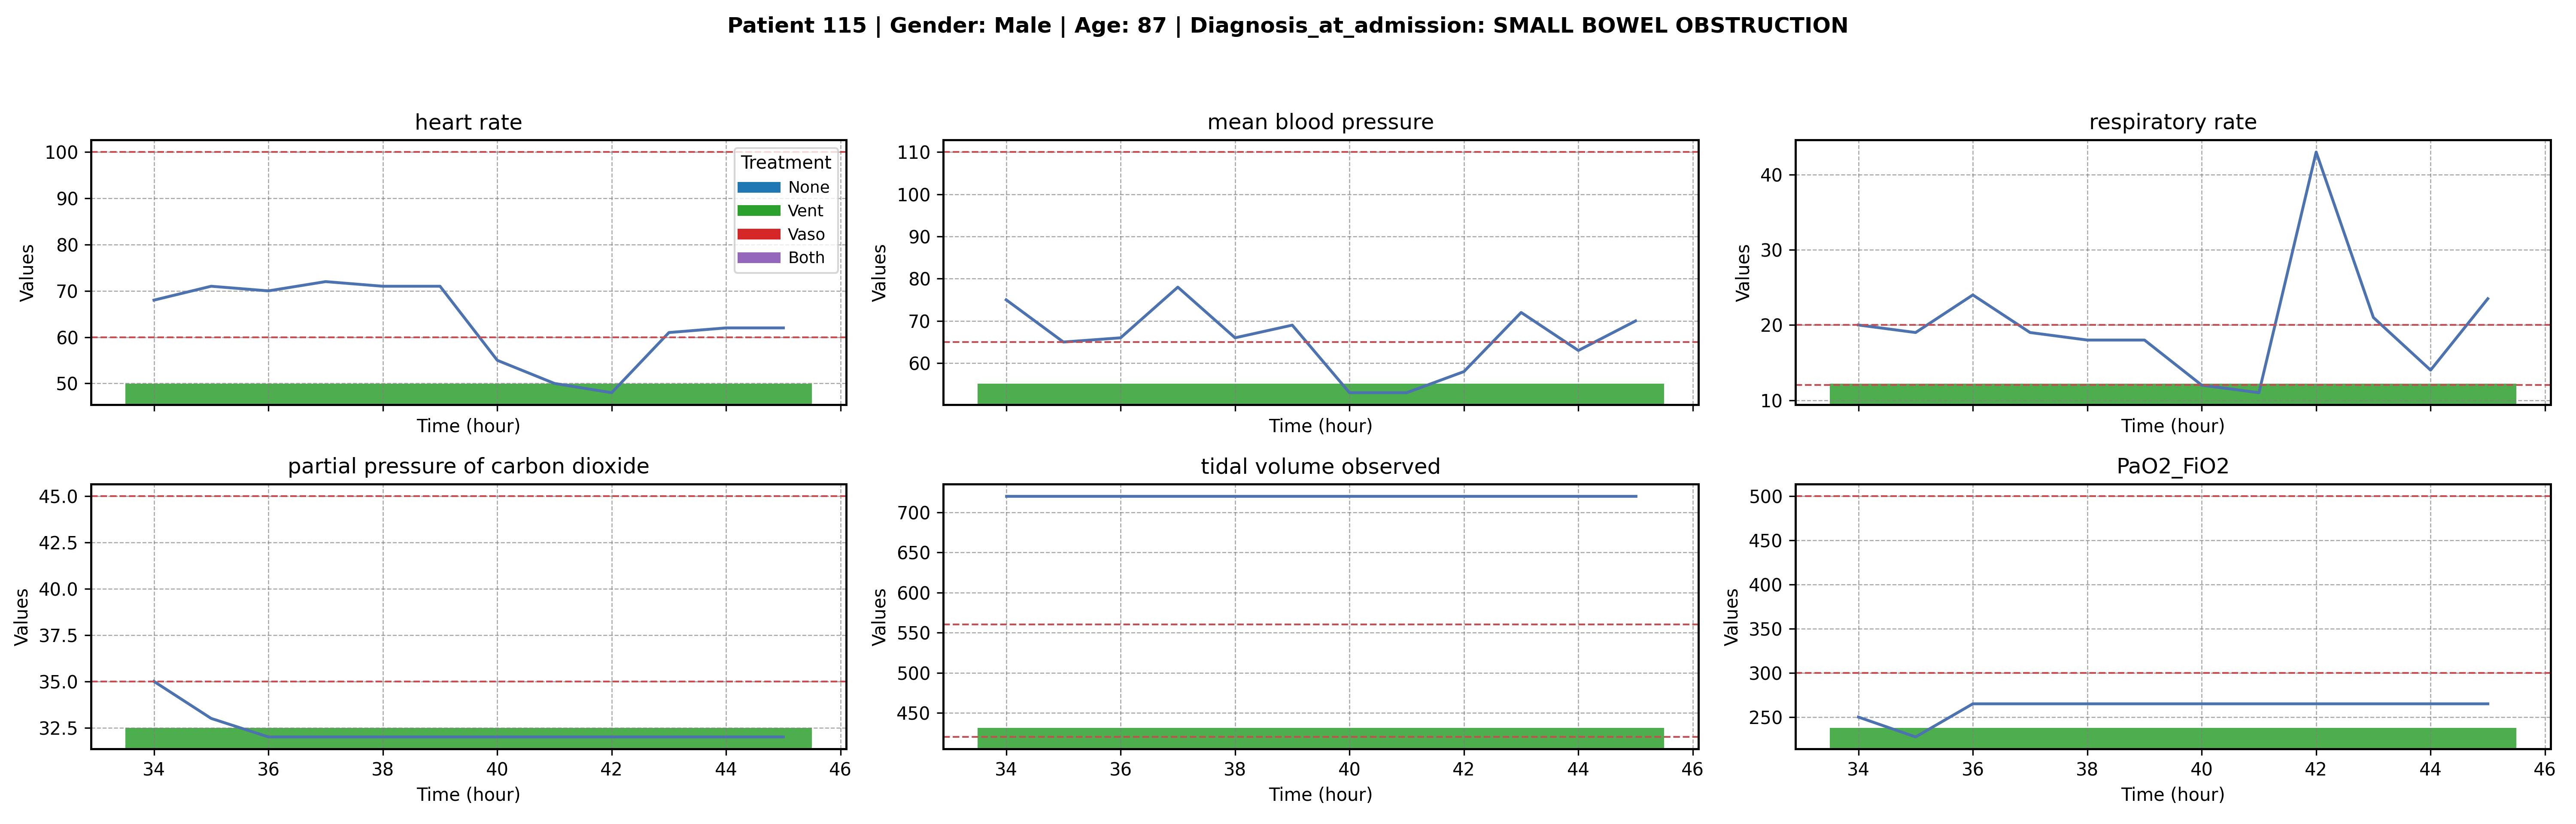 Patient 115 | Gender: Male | Age: 87 | Diagnosis_at_admission: SMALL BOWEL OBSTRUCTION
heart rate
Values
100
90
80
70
60
50
Treatment
None
Vent
Vaso
Both
Time (hour)
mean blood pressure
Values
110
100
90
80
70
60
Time (hour)
respiratory rate
Values
40
30
20
10
Time (hour)
partial pressure of carbon dioxide
Values
45.0
42.5
40.0
37.5
35.0
32.5
34 36 38 40 42 44 46
Time (hour)
tidal volume observed
Values
700
650
600
550
500
450
34 36 38 40 42 44 46
Time (hour)
PaO2_FiO2
Values
500
450
400
350
300
250
34 36 38 40 42 44 46
Time (hour)